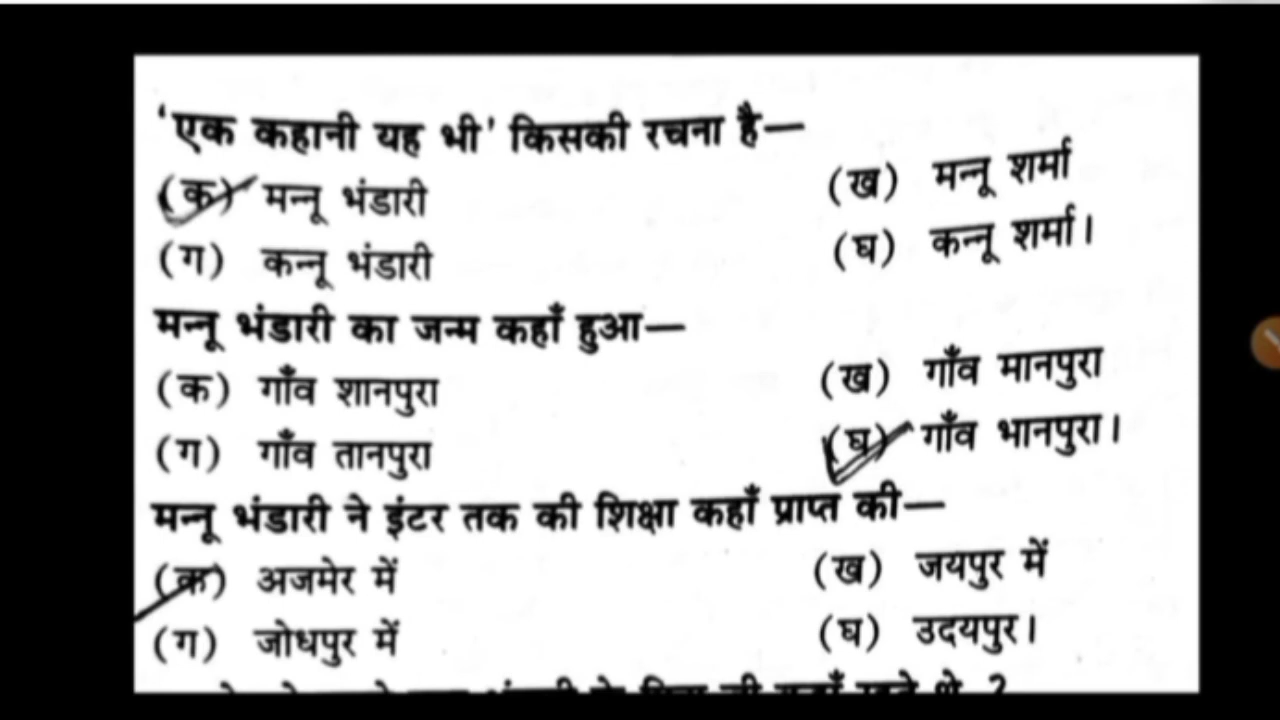 'एक कहानी यह भी' किसकी रचना है—
(क) मन्नू भंडारी (ख) मन्नू शर्मा
(ग) कन्नू भंडारी (घ) कन्नू शर्मा।
मन्नू भंडारी का जन्म कहाँ हुआ—
(क) गाँव शानपुरा (ख) गाँव मानपुरा
(ग) गाँव तानपुरा (घ) गाँव भानपुरा।
मन्नू भंडारी ने इंटर तक की शिक्षा कहाँ प्राप्त की—
(क) अजमेर में (ख) जयपुर में
(ग) जोधपुर में (घ) उदयपुर।